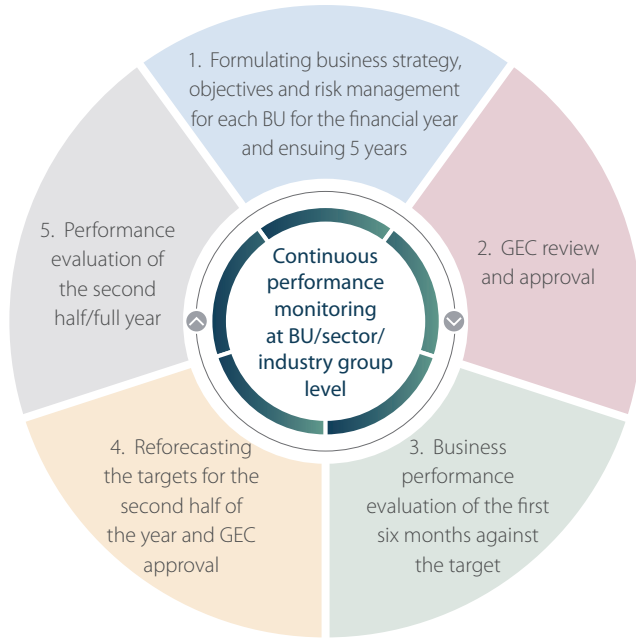 1. Formulating business strategy,
objectives and risk management
for each BU for the financial year
and ensuing 5 years
2. GEC review
and approval
3. Business
performance
evaluation of the first
six months against
the target
4. Reforecasting
the targets for the
second half of
the year and GEC
approval
5. Performance
evaluation of
the second
half/full year
Continuous
performance
monitoring
at BU/sector/
industry group
level